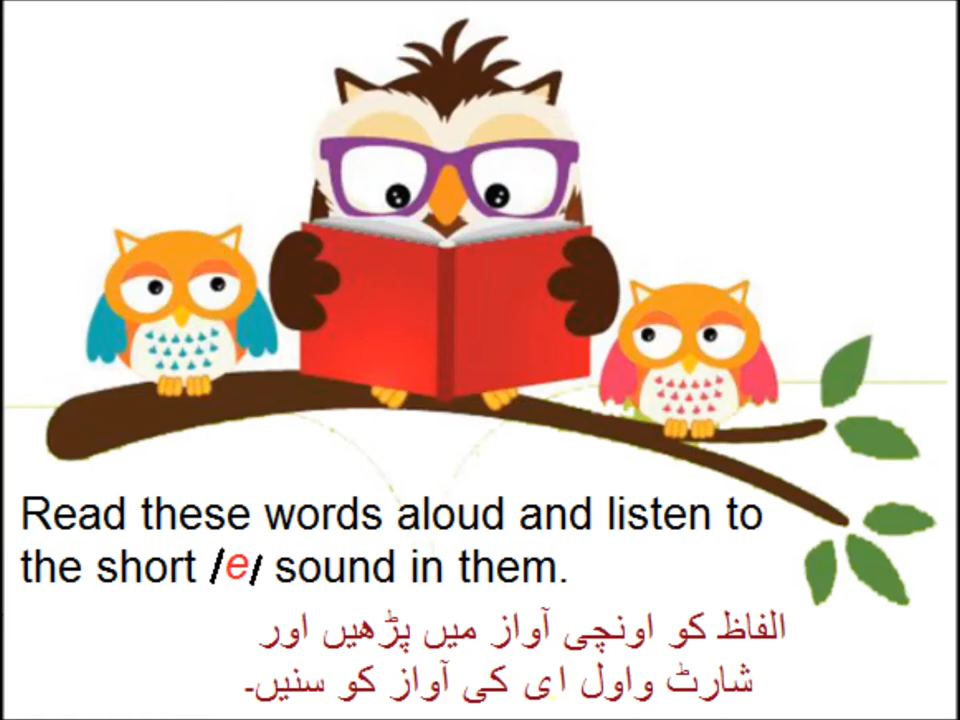 Read these words aloud and listen to
the short /e/ sound in them.
الفاظ کو اونچی آواز میں پڑھیں اور
شارٹ واول ای کی آواز کو سنیں۔